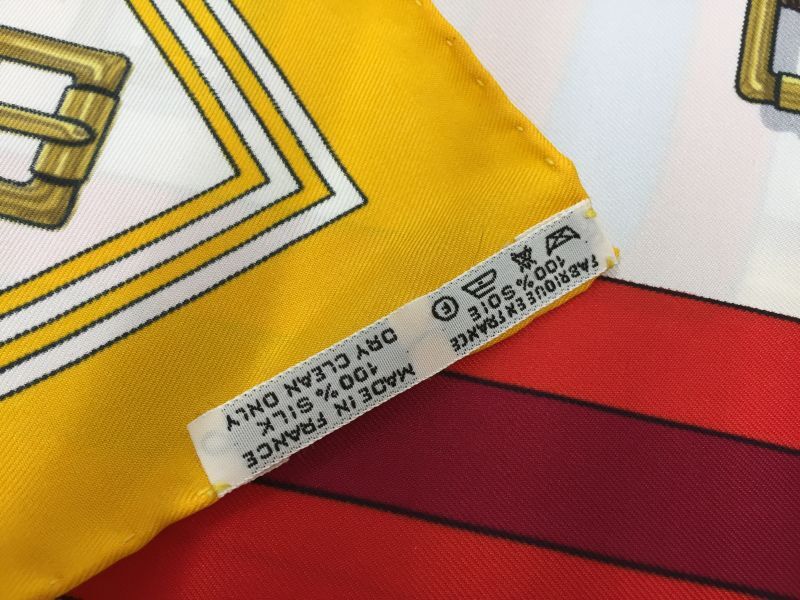 FABRIQUE EN FRANCE
100% SOIE
F
MADE IN FRANCE
100% SILK
DRY CLEAN ONLY